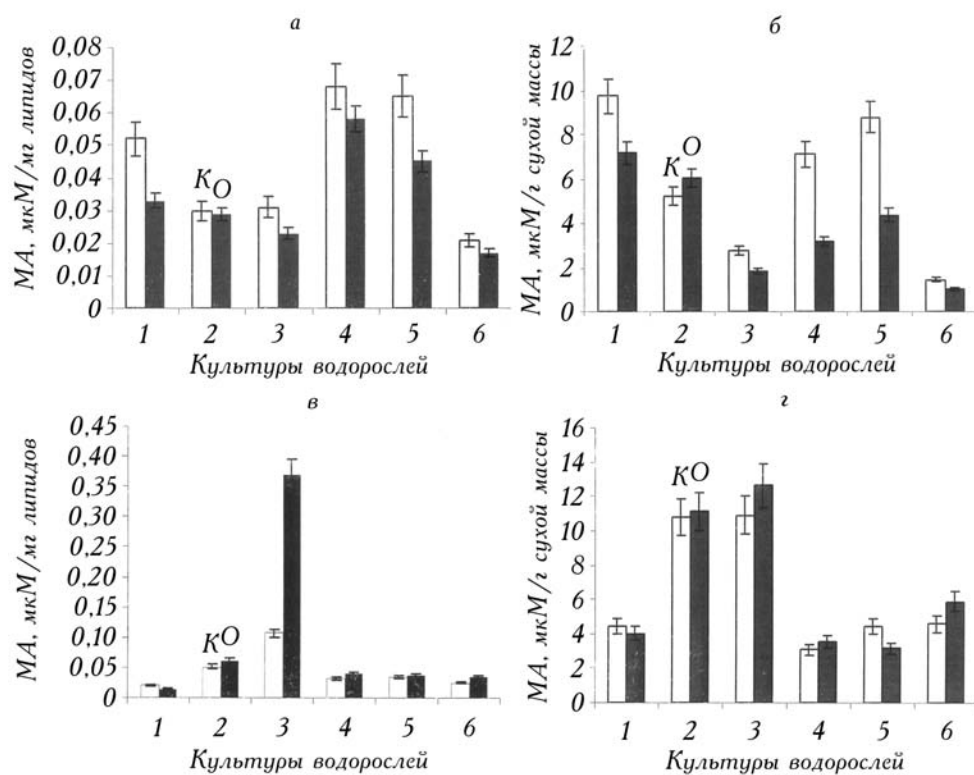 а
МА, мкМ/мг липидов
0,08
0,07
0,06
0,05
0,04
0,03
0,02
0,01
0
К О
1 2 3 4 5 6
Культуры водорослей
б
МА, мкМ/г сухой массы
12
10
8
6
4
2
0
К О
1 2 3 4 5 6
Культуры водорослей
в
МА, мкМ/мг липидов
0,45
0,35
0,40
0,30
0,25
0,20
0,15
0,10
0,05
0
К О
1 2 3 4 5 6
Культуры водорослей
г
МА, мкМ/г сухой массы
16
14
12
10
8
6
4
2
0
К О
1 2 3 4 5 6
Культуры водорослей